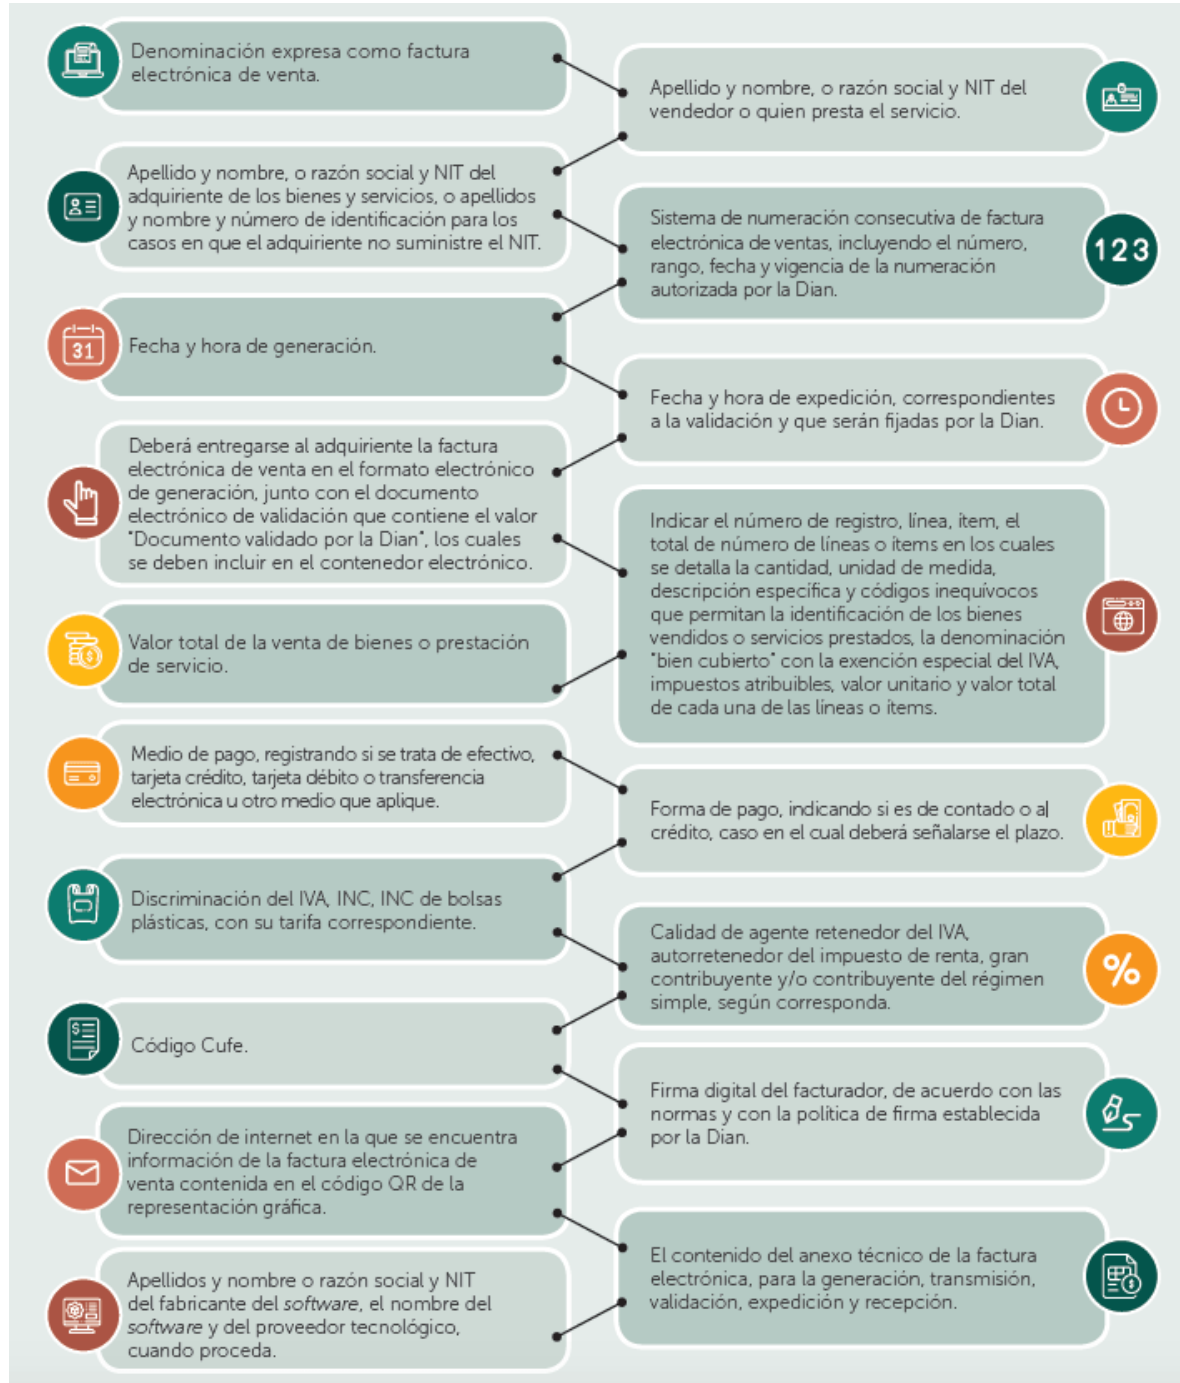 Denominación expresa como factura
electrónica de venta.
Apellido y nombre, o razón social y NIT del
vendedor o quien presta el servicio.
Apellido y nombre, o razón social y NIT del
adquiriente de los bienes y servicios, o apellidos
y nombre y número de identificación para los
casos en que el adquiriente no suministre el NIT.
Sistema de numeración consecutiva de factura
electrónica de ventas, incluyendo el número,
rango, fecha y vigencia de la numeración
autorizada por la Dian.
123
31
Fecha y hora de generación.
Fecha y hora de expedición, correspondientes
a la validación y que serán fijadas por la Dian.
Deberá entregarse al adquiriente la factura
electrónica de venta en el formato electrónico
de generación, junto con el documento
electrónico de validación que contiene el valor
"Documento validado por la Dian", los cuales
se deben incluir en el contenedor electrónico.
Indicar el número de registro, línea, ítem, el
total de número de líneas o ítems en los cuales
se detalla la cantidad, unidad de medida,
descripción específica y códigos inequívocos
que permitan la identificación de los bienes
vendidos o servicios prestados, la denominación
"bien cubierto" con la exención especial del IVA,
impuestos atribuibles, valor unitario y valor total
de cada una de las líneas o ítems.
Valor total de la venta de bienes o prestación
de servicio.
Medio de pago, registrando si se trata de efectivo,
tarjeta crédito, tarjeta débito o transferencia
electrónica u otro medio que aplique.
Forma de pago, indicando si es de contado o al
crédito, caso en el cual deberá señalarse el plazo.
Discriminación del IVA, INC, INC de bolsas
plásticas, con su tarifa correspondiente.
Calidad de agente retenedor del IVA,
autorretenedor del impuesto de renta, gran
contribuyente y/o contribuyente del régimen
simple, según corresponda.
%
Código Cufe.
Firma digital del facturador, de acuerdo con las
normas y con la política de firma establecida
por la Dian.
Dirección de internet en la que se encuentra
información de la factura electrónica de
venta contenida en el código QR de la
representación gráfica.
El contenido del anexo técnico de la factura
electrónica, para la generación, transmisión,
validación, expedición y recepción.
Apellidos y nombre o razón social y NIT
del fabricante del software, el nombre del
software y del proveedor tecnológico,
cuando proceda.